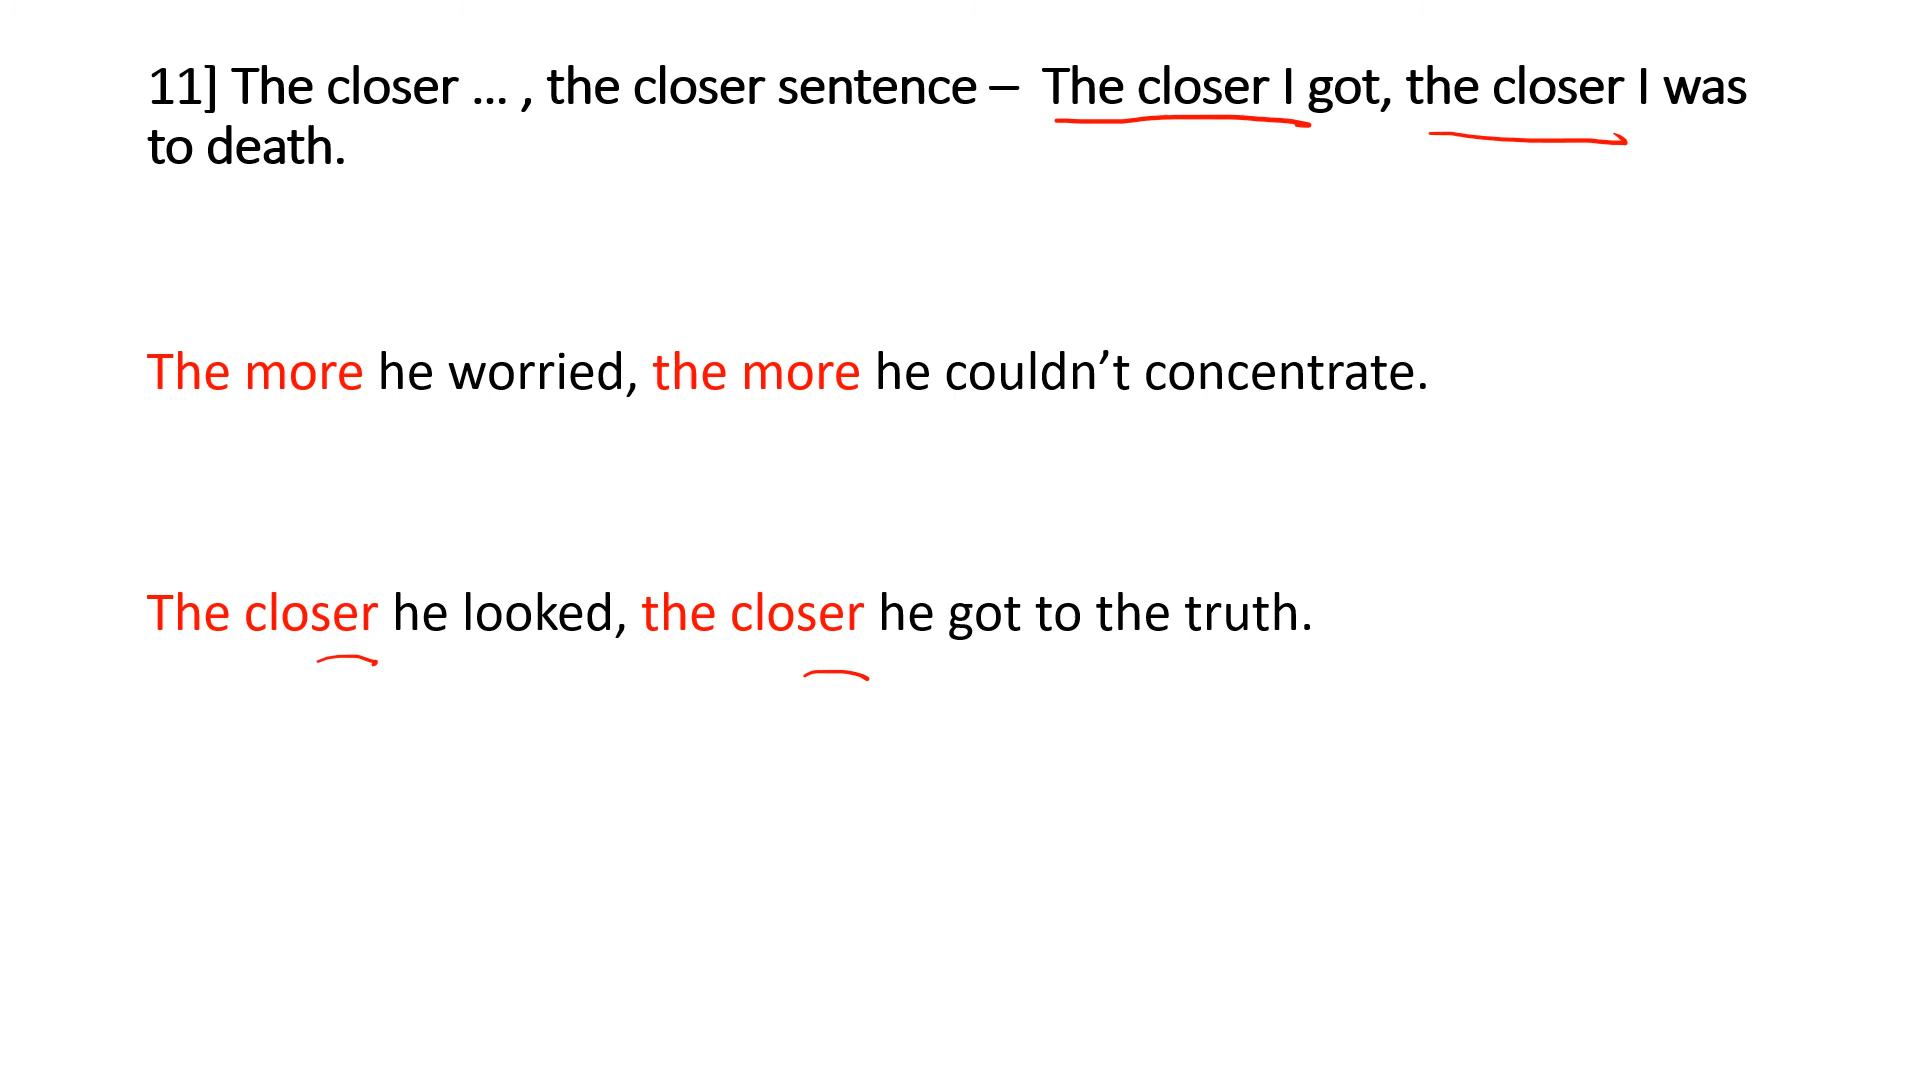 11] The closer ... , the closer sentence – The closer I got, the closer I was
to death.
The more he worried, the more he couldn’t concentrate.
The closer he looked, the closer he got to the truth.